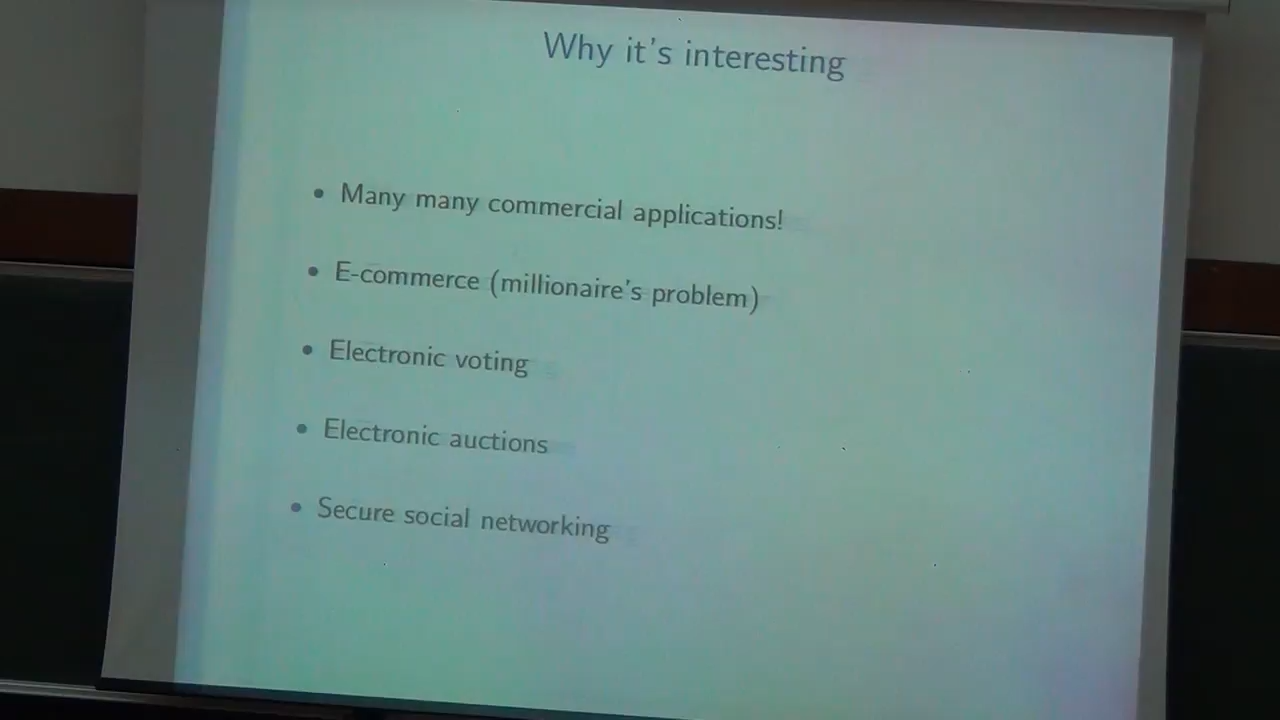 Why it's interesting
• Many many commercial applications!
• E-commerce (millionaire's problem)
• Electronic voting
• Electronic auctions
• Secure social networking